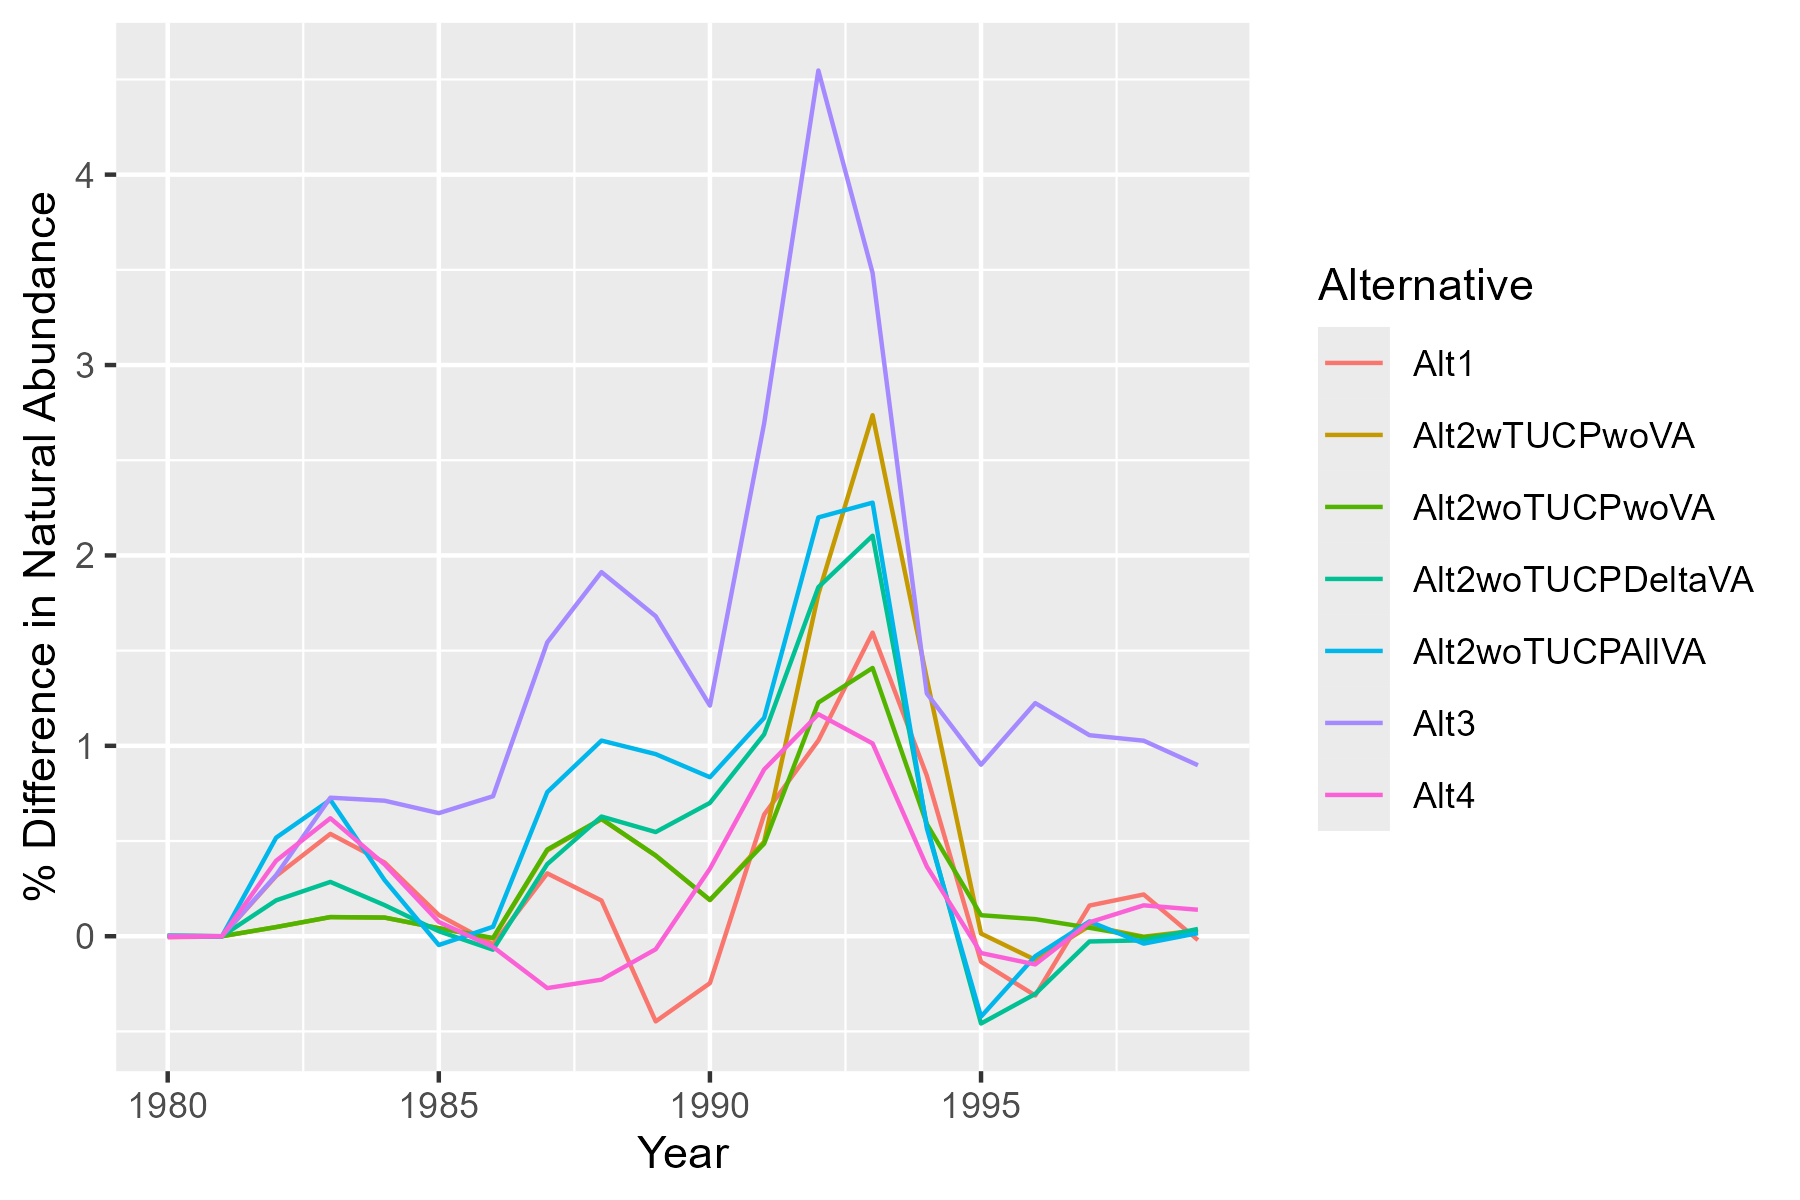 % Difference in Natural Abundance
4
3
2
1
0
1980
1985
1990
1995
Year
Alternative
Alt1
Alt2wTUCPwoVA
Alt2woTUCPwoVA
Alt2woTUCPDeltaVA
Alt2woTUCPAllVA
Alt3
Alt4